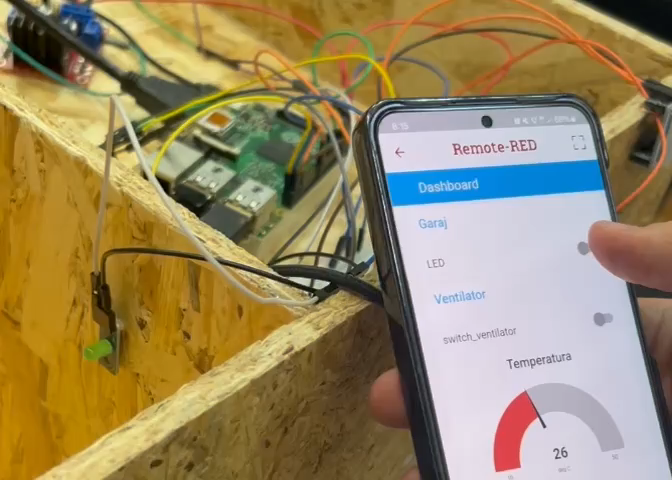 Remote-RED
Dashboard
Garaj
LED
Ventilator
switch_ventilator
Temperatura
26